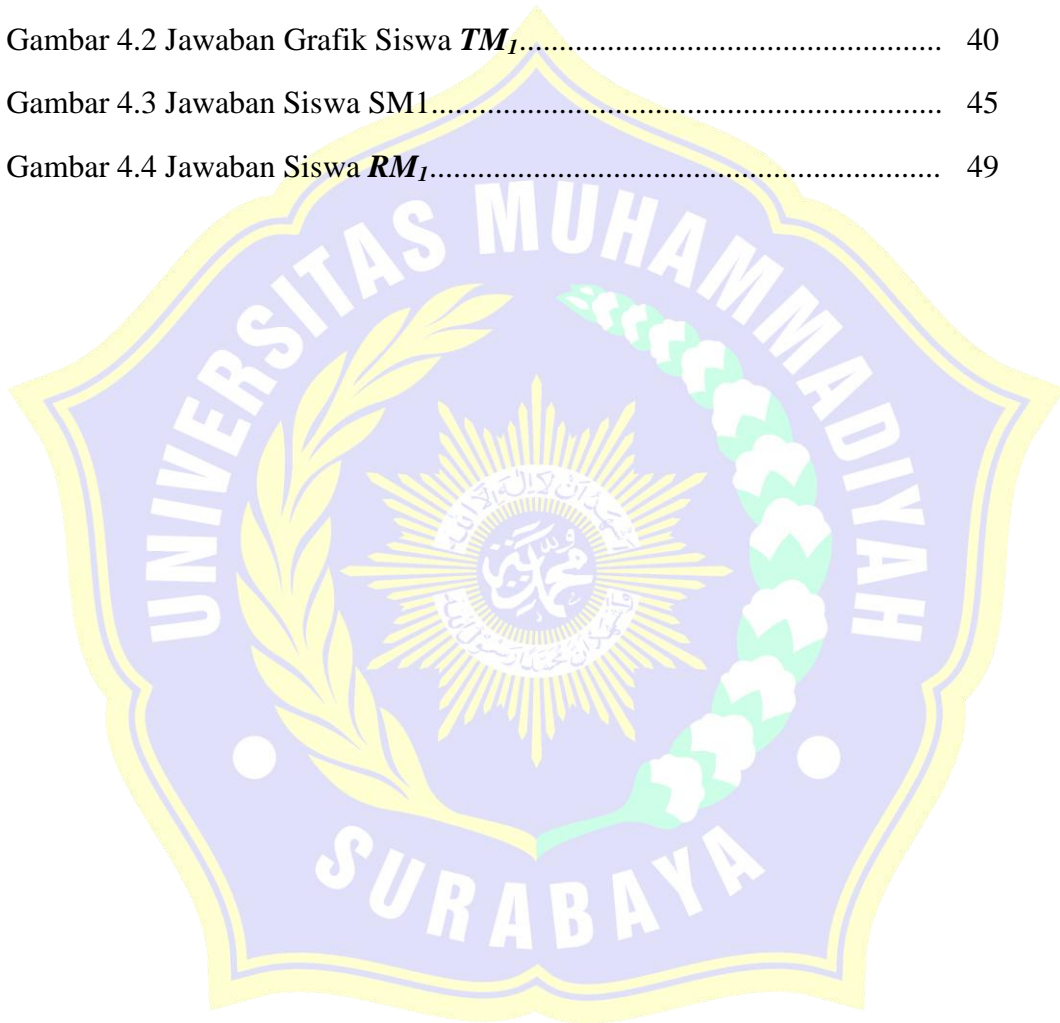 Gambar 4.2 Jawaban Grafik Siswa TM1................................................... 40
Gambar 4.3 Jawaban Siswa SM1............................................................... 45
Gambar 4.4 Jawaban Siswa RM1............................................................... 49
UNIVERSITAS MUHAMMADIYAH
SURABAYA